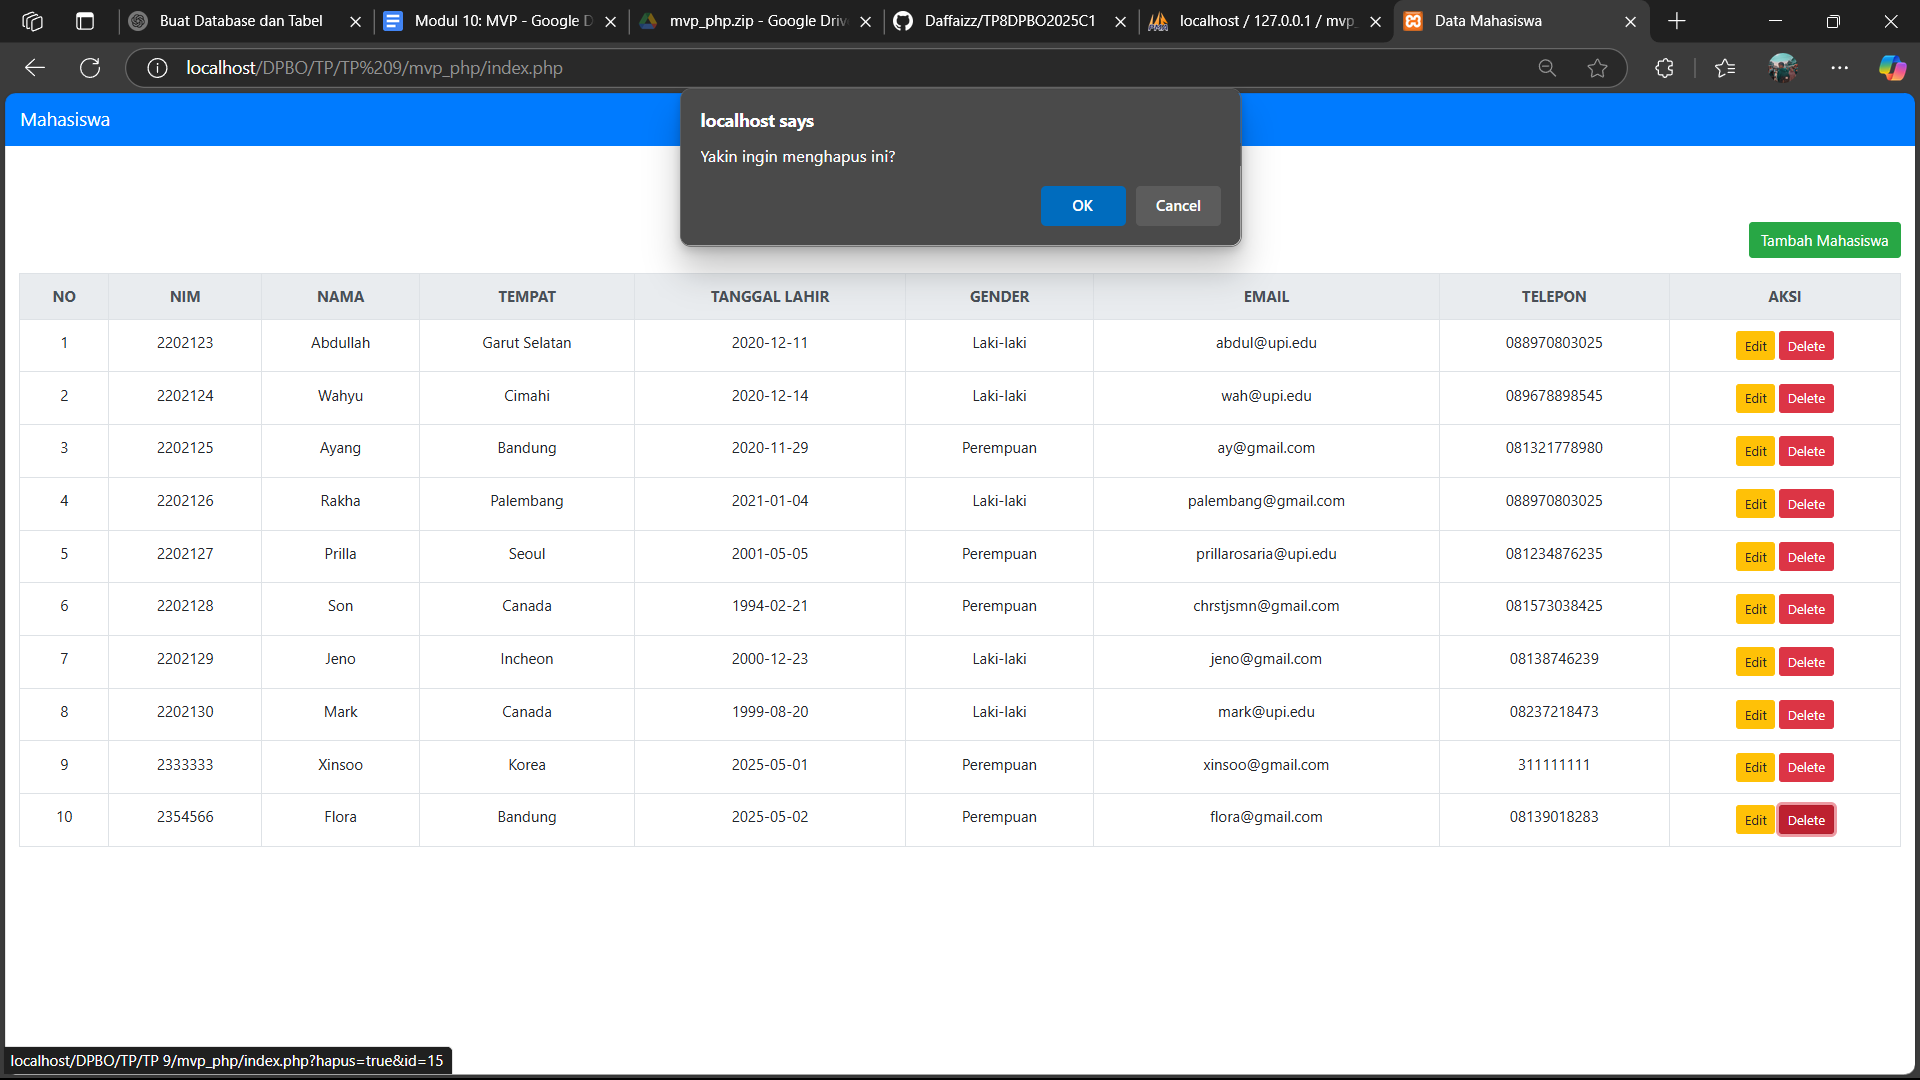 Buat Database dan Tabel
Modul 10: MVP - Google D
mvp_php.zip - Google Driv
Daffaizz/TP8DPBO2025C1
localhost / 127.0.0.1 / mvp_
Data Mahasiswa
localhost/DPBO/TP/TP%209/mvp_php/index.php
Mahasiswa
localhost says
Yakin ingin menghapus ini?
OK Cancel
Tambah Mahasiswa
NO NIM NAMA TEMPAT TANGGAL LAHIR GENDER EMAIL TELEPON AKSI
1 2202123 Abdullah Garut Selatan 2020-12-11 Laki-laki abdul@upi.edu 088970803025 Edit Delete
2 2202124 Wahyu Cimahi 2020-12-14 Laki-laki wah@upi.edu 089678898545 Edit Delete
3 2202125 Ayang Bandung 2020-11-29 Perempuan ay@gmail.com 081321778980 Edit Delete
4 2202126 Rakha Palembang 2021-01-04 Laki-laki palembang@gmail.com 088970803025 Edit Delete
5 2202127 Prilla Seoul 2001-05-05 Perempuan prillarosaria@upi.edu 081234876235 Edit Delete
6 2202128 Son Canada 1994-02-21 Perempuan chrstjsmn@gmail.com 081573038425 Edit Delete
7 2202129 Jeno Incheon 2000-12-23 Laki-laki jeno@gmail.com 08138746239 Edit Delete
8 2202130 Mark Canada 1999-08-20 Laki-laki mark@upi.edu 08237218473 Edit Delete
9 2333333 Xinsoo Korea 2025-05-01 Perempuan xinsoo@gmail.com 311111111 Edit Delete
10 2354566 Flora Bandung 2025-05-02 Perempuan flora@gmail.com 08139018283 Edit Delete
localhost/DPBO/TP/TP 9/mvp_php/index.php?hapus=true&id=15